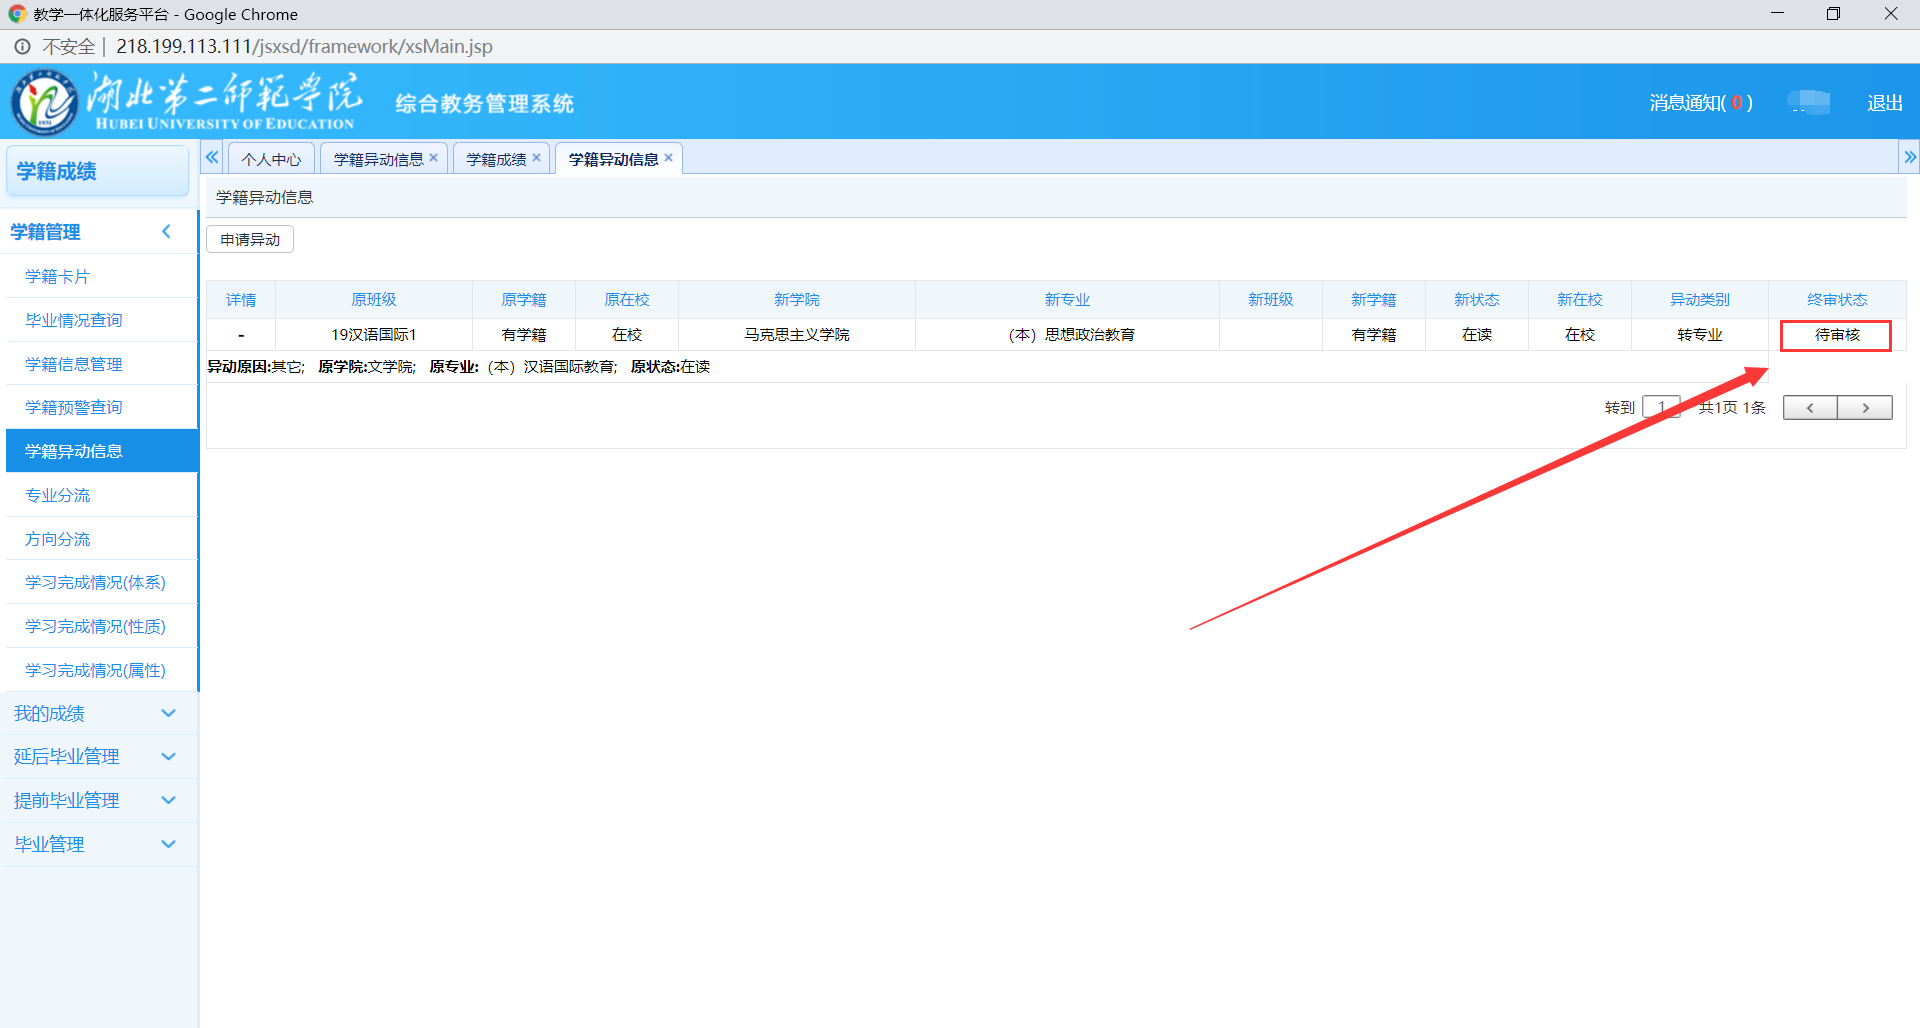 教学一体化服务平台 - Google Chrome
不安全 | 218.199.113.111/jsxsd/framework/xsMain.jsp
湖北第二师范学院
HUBEI UNIVERSITY OF EDUCATION
综合教务管理系统
消息通知( 0 )
退出
学籍成绩
个人中心
学籍异动信息
学籍成绩
学籍异动信息
学籍管理
学籍卡片
毕业情况查询
学籍信息管理
学籍预警查询
学籍异动信息
专业分流
方向分流
学习完成情况(体系)
学习完成情况(性质)
学习完成情况(属性)
我的成绩
延后毕业管理
提前毕业管理
毕业管理
学籍异动信息
申请异动
详情 原班级 原学籍 原在校 新学院 新专业 新班级 新学籍 新状态 新在校 异动类别 终审状态
- 19汉语国际1 有学籍 在校 马克思主义学院 （本）思想政治教育 有学籍 在读 在校 转专业 待审核
异动原因:其它; 原学院:文学院; 原专业:（本）汉语国际教育; 原状态:在读
转到 1 共1页 1条